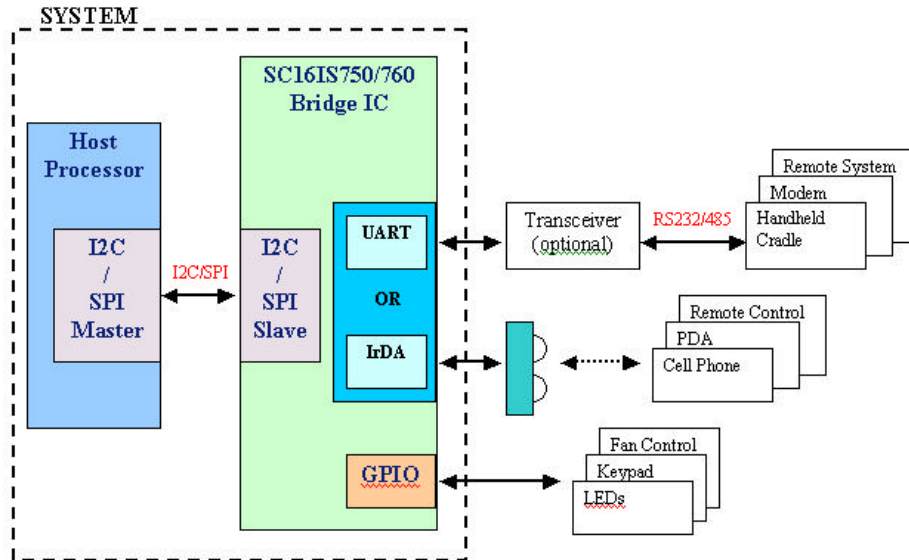 SYSTEM
SC16IS750/760
Bridge IC
Host
Processor
I2C
/
SPI
Master
I2C/SPI
I2C
/
SPI
Slave
UART
OR
IrDA
GPIO
Transceiver
(optional)
RS232/485
Remote System
Modem
Handheld
Cradle
Remote Control
PDA
Cell Phone
Fan Control
Keypad
LEDs